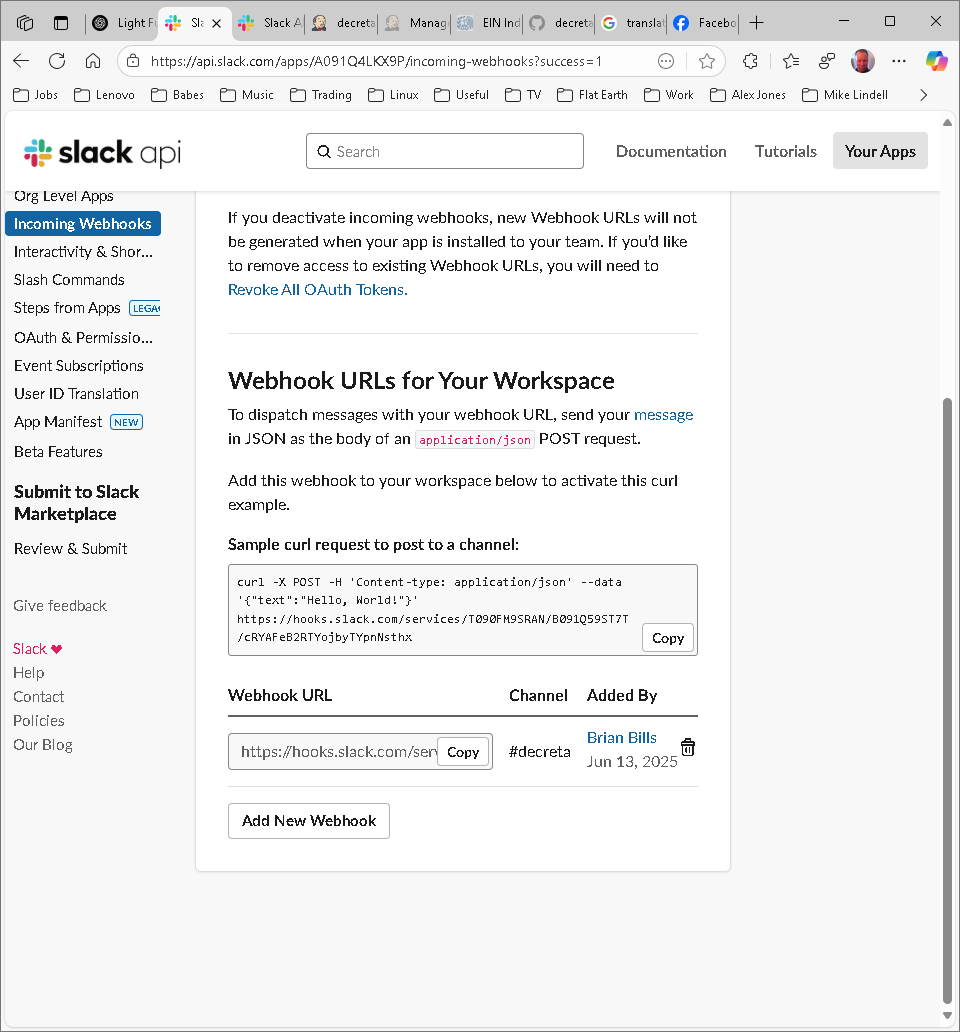 Light F
Sl
Slack A
decreta
Manag
EIN Ind
decreta
translat
Facebo
https://api.slack.com/apps/A091Q4LKX9P/incoming-webhooks?success=1
Jobs
Lenovo
Babes
Music
Trading
Linux
Useful
TV
Flat Earth
Work
Alex Jones
Mike Lindell
slack api
Search
Documentation
Tutorials
Your Apps
Org Level Apps
Incoming Webhooks
Interactivity & Shor...
Slash Commands
Steps from Apps LEGA
OAuth & Permissio...
Event Subscriptions
User ID Translation
App Manifest NEW
Beta Features
Submit to Slack
Marketplace
Review & Submit
Give feedback
Slack ❤
Help
Contact
Policies
Our Blog
If you deactivate incoming webhooks, new Webhook URLs will not
be generated when your app is installed to your team. If you'd like
to remove access to existing Webhook URLs, you will need to
Revoke All OAuth Tokens.
Webhook URLs for Your Workspace
To dispatch messages with your webhook URL, send your message
in JSON as the body of an application/json POST request.
Add this webhook to your workspace below to activate this curl
example.
Sample curl request to post to a channel:
curl -X POST -H 'Content-type: application/json' --data
'{"text":"Hello, World!"}'
https://hooks.slack.com/services/T090FM9SRAN/B091Q59ST7T
/cRYAFeB2RTYojbyTYpnNsthx
Copy
Webhook URL Channel Added By
https://hooks.slack.com/serv Copy #decreta Brian Bills
Jun 13, 2025
Add New Webhook